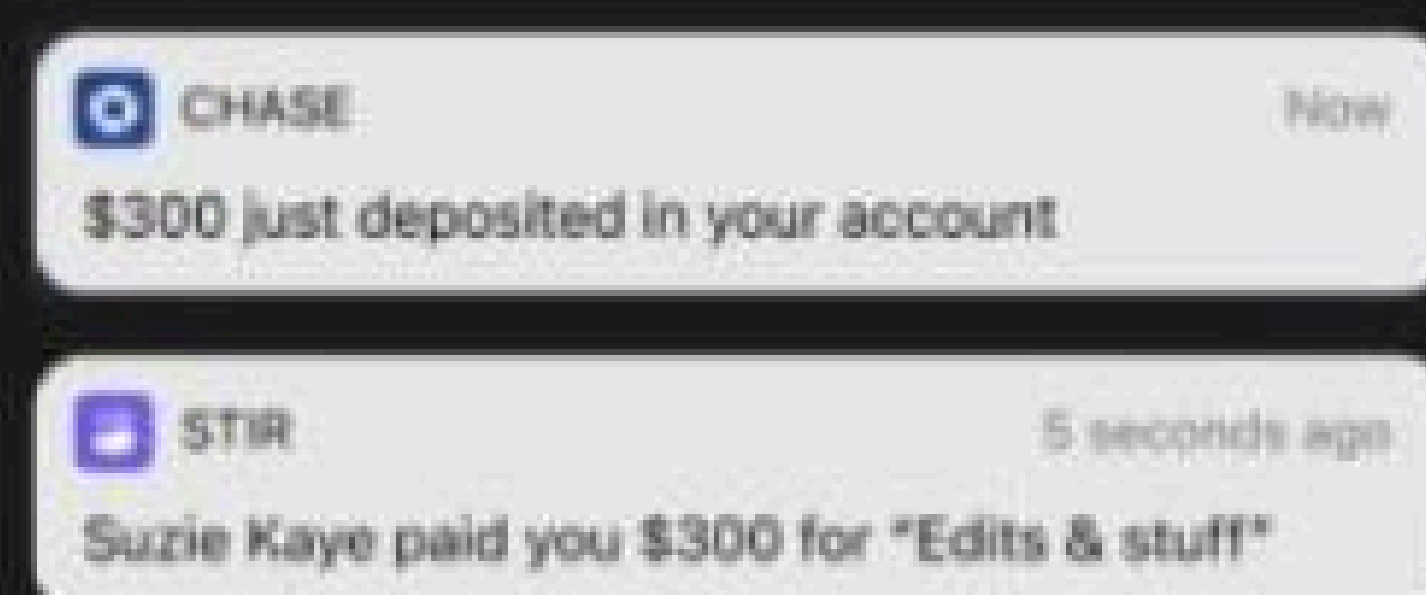 CHASE
Now
$300 just deposited in your account
STIR
5 seconds ago
Suzie Kaye paid you $300 for "Edits & stuff"